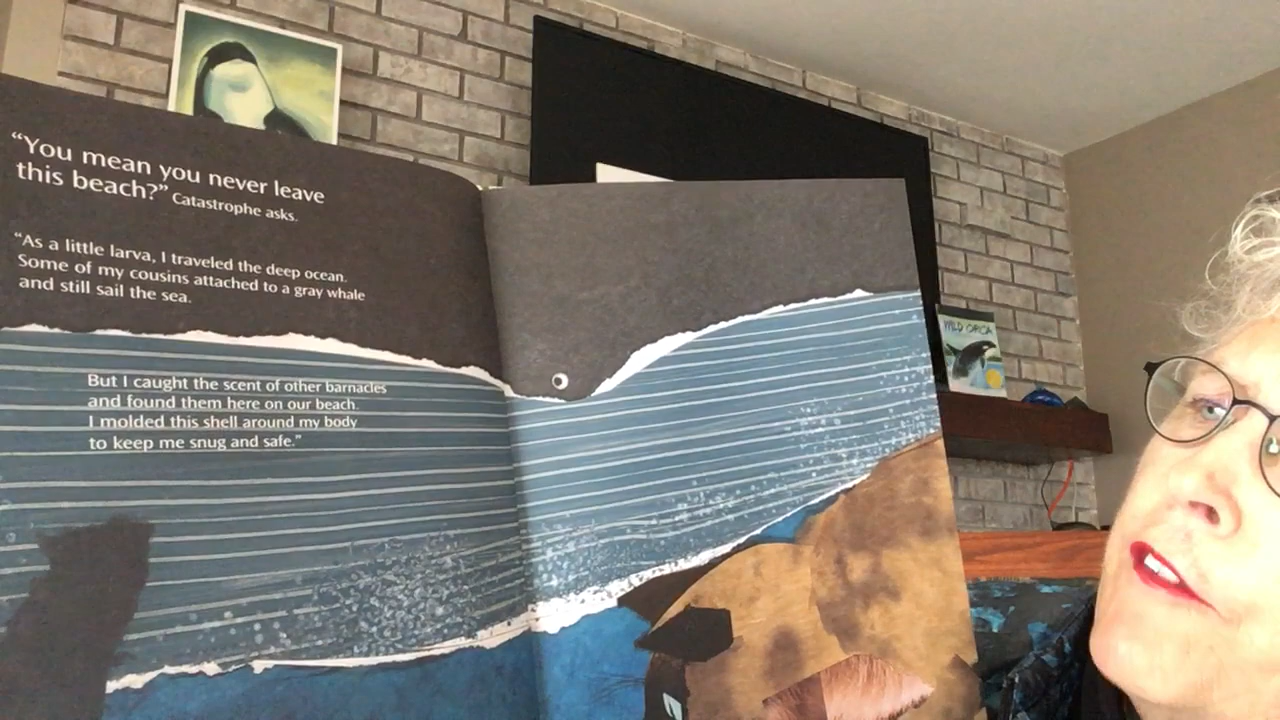 “You mean you never leave
this beach?” Catastrophe asks.
“As a little larva, I traveled the deep ocean.
Some of my cousins attached to a gray whale
and still sail the sea.
But I caught the scent of other barnacles
and found them here on our beach.
I molded this shell around my body
to keep me snug and safe.”
WILD ORCA